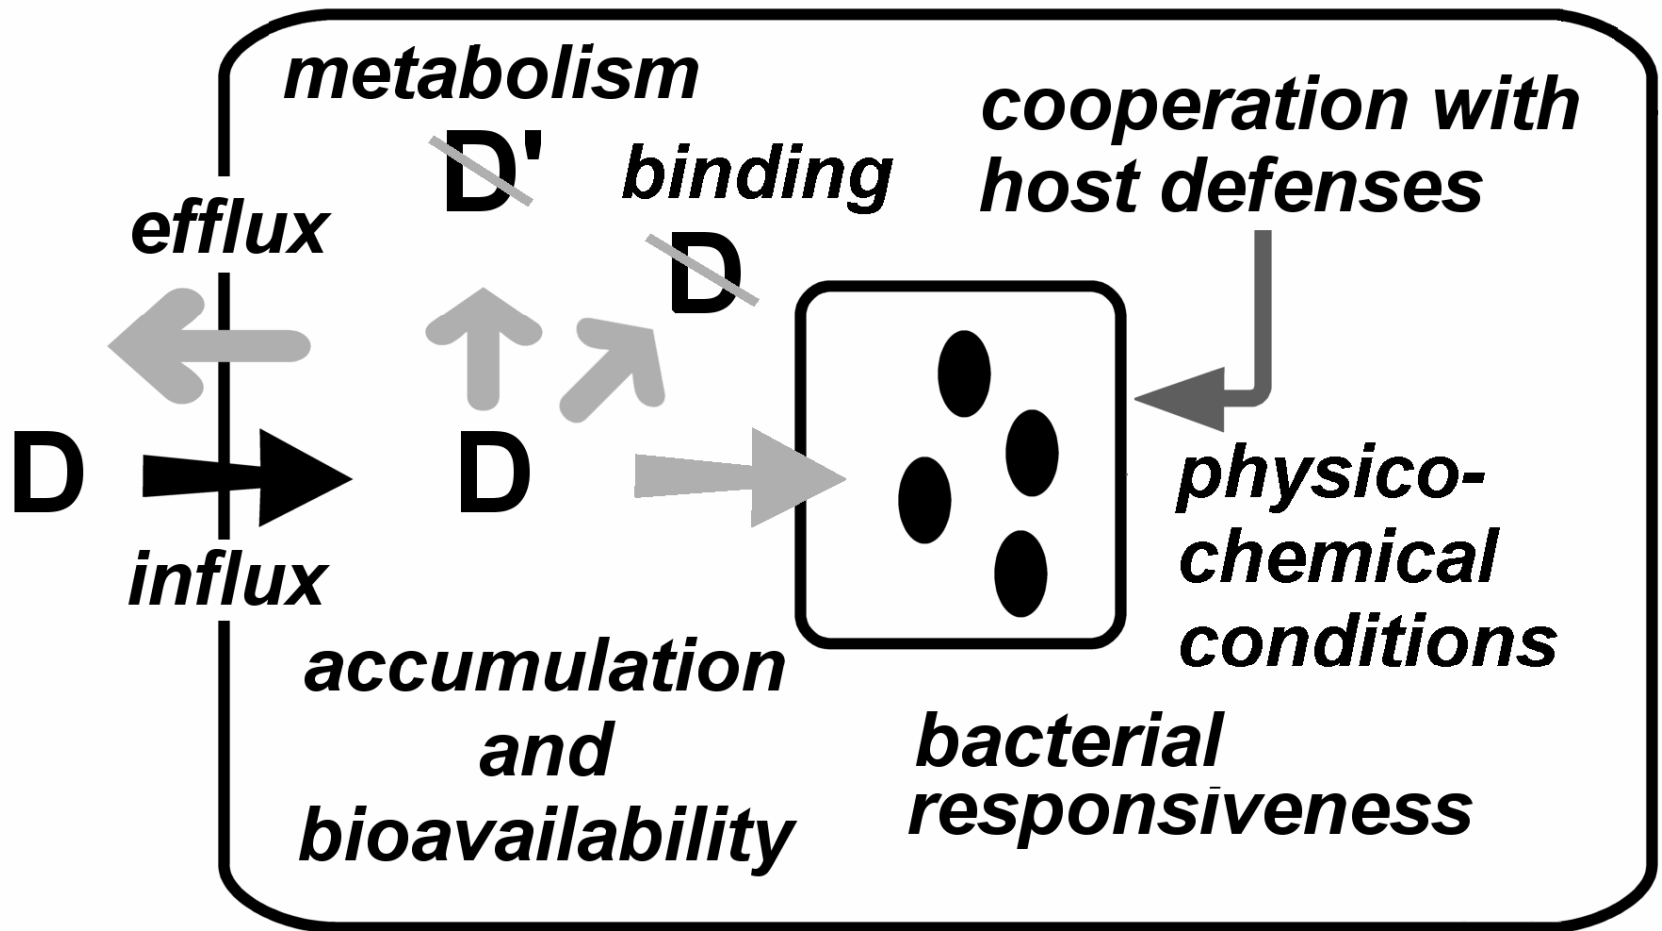 metabolism
D'
binding
D
cooperation with
host defenses
efflux
D
D
influx
physico-
chemical
conditions
accumulation
and
bioavailability
bacterial
responsiveness